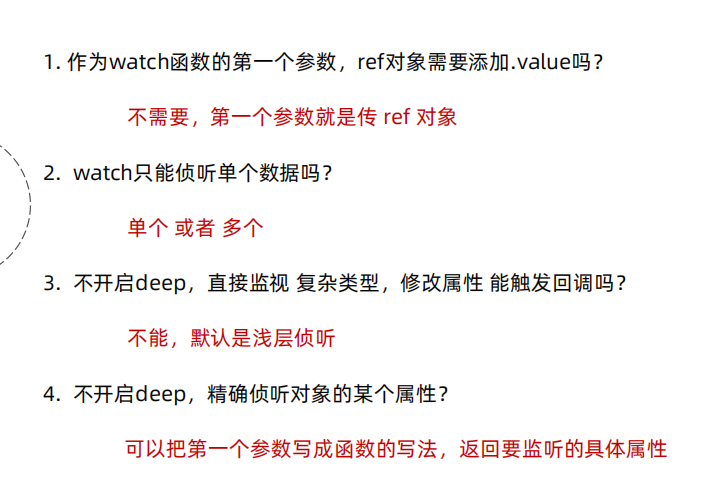 1. 作为watch函数的第一个参数，ref对象需要添加.value吗？
不需要，第一个参数就是传 ref 对象
2. watch只能侦听单个数据吗？
单个 或者 多个
3. 不开启deep，直接监视 复杂类型，修改属性 能触发回调吗？
不能，默认是浅层侦听
4. 不开启deep，精确侦听对象的某个属性？
可以把第一个参数写成函数的写法，返回要监听的具体属性